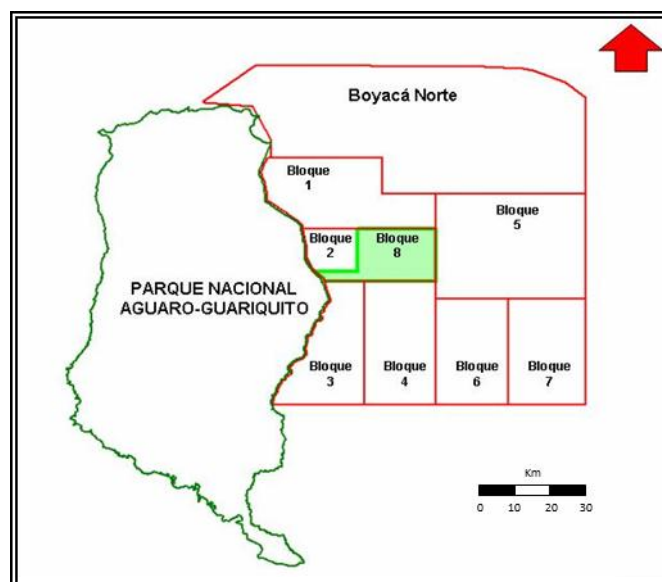 Boyacá Norte
Bloque
1
Bloque
5
Bloque
2
Bloque
8
PARQUE NACIONAL
AGUARO-GUARIQUITO
Bloque
3
Bloque
4
Bloque
6
Bloque
7
Km
0 10 20 30